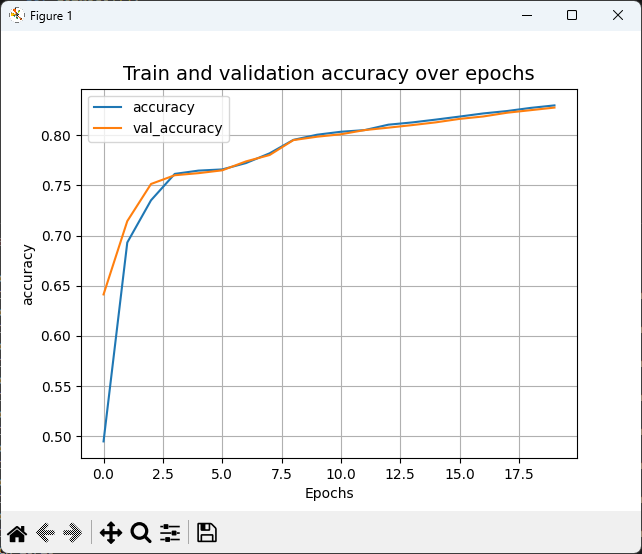 Figure 1
Train and validation accuracy over epochs
accuracy
val_accuracy
0.80
0.75
0.70
0.65
0.60
0.55
0.50
accuracy
0.0 2.5 5.0 7.5 10.0 12.5 15.0 17.5
Epochs